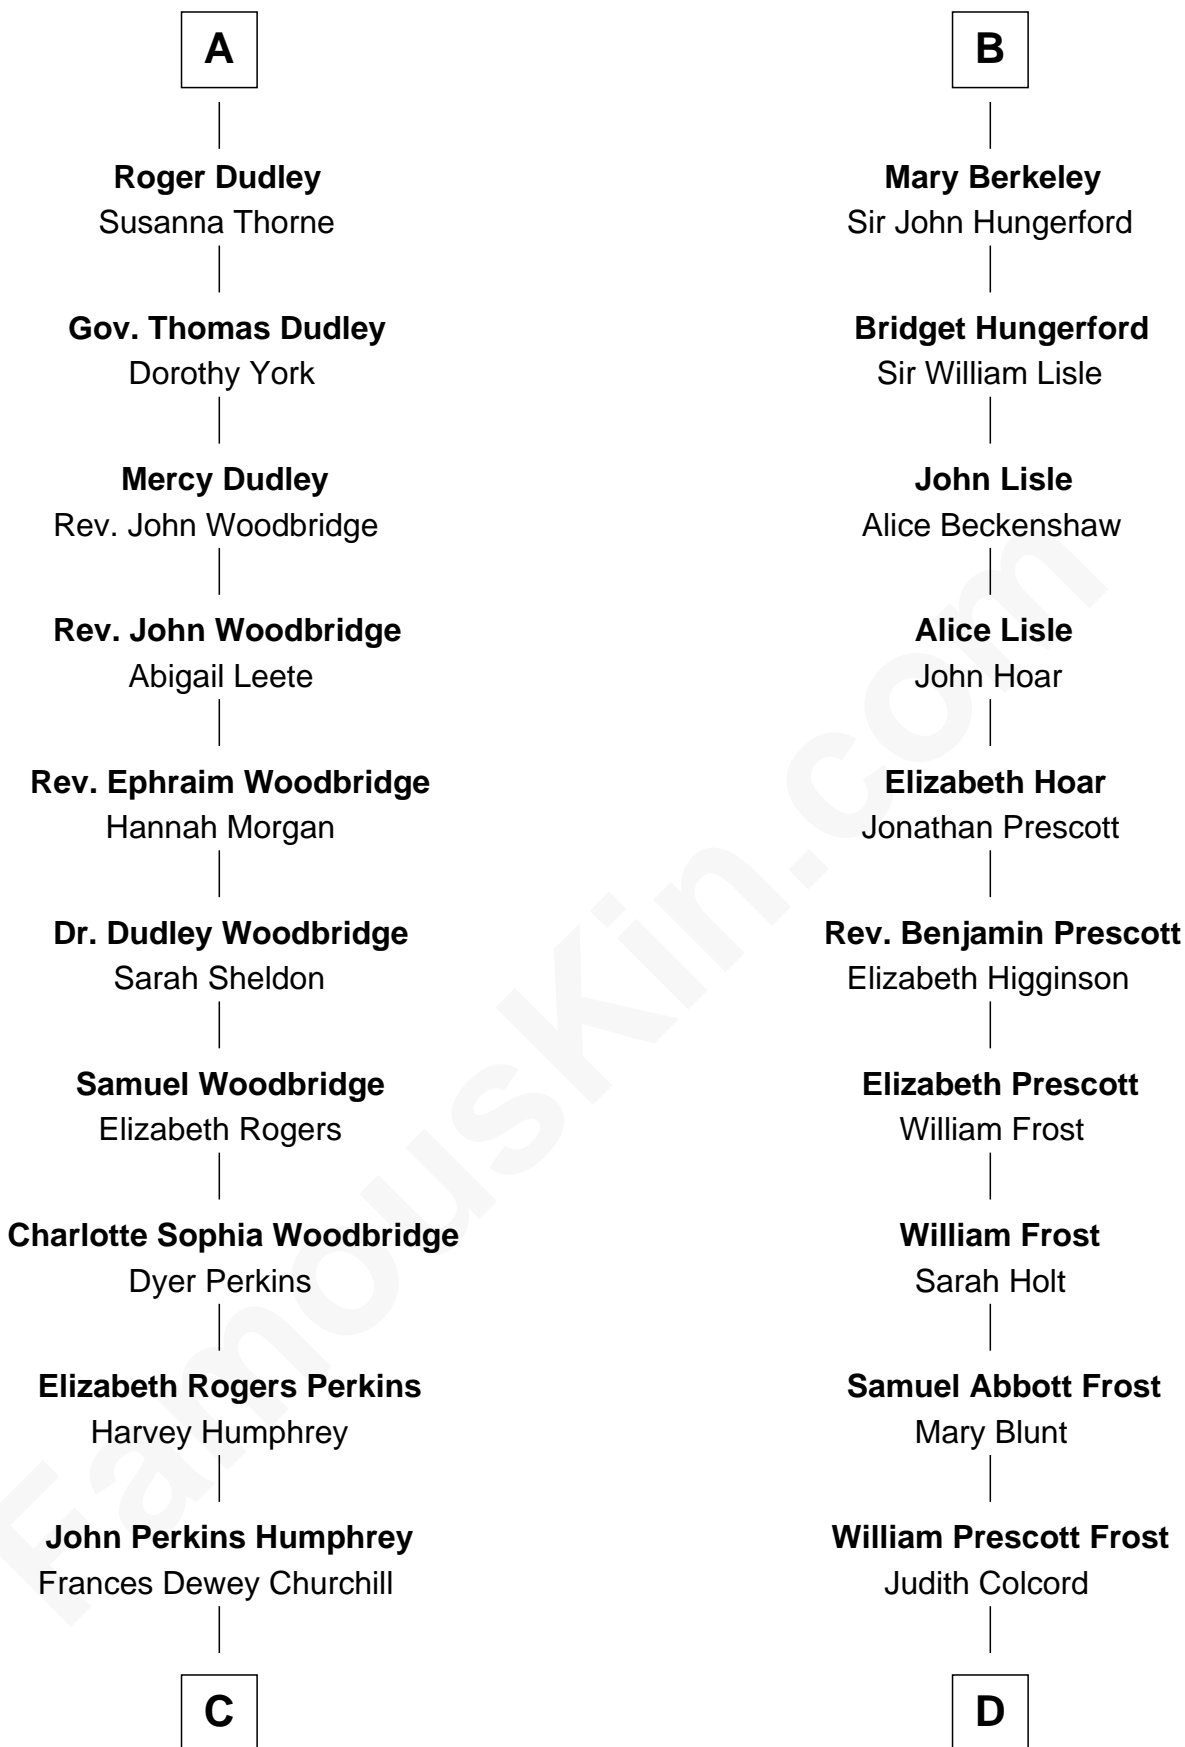 A
Roger Dudley
Susanna Thorne
Gov. Thomas Dudley
Dorothy York
Mercy Dudley
Rev. John Woodbridge
Rev. John Woodbridge
Abigail Leete
Rev. Ephraim Woodbridge
Hannah Morgan
Dr. Dudley Woodbridge
Sarah Sheldon
Samuel Woodbridge
Elizabeth Rogers
Charlotte Sophia Woodbridge
Dyer Perkins
Elizabeth Rogers Perkins
Harvey Humphrey
John Perkins Humphrey
Frances Dewey Churchill
C
B
Mary Berkeley
Sir John Hungerford
Bridget Hungerford
Sir William Lisle
John Lisle
Alice Beckenshaw
Alice Lisle
John Hoar
Elizabeth Hoar
Jonathan Prescott
Rev. Benjamin Prescott
Elizabeth Higginson
Elizabeth Prescott
William Frost
William Frost
Sarah Holt
Samuel Abbott Frost
Mary Blunt
William Prescott Frost
Judith Colcord
D
FamousKin.com